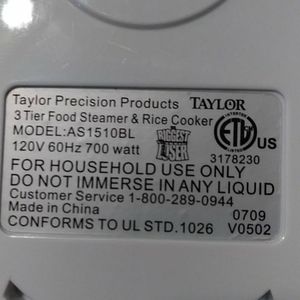 Taylor Precision Products TAYLOR
3 Tier Food Steamer & Rice Cooker
MODEL:AS1510BL
BIGGEST LOSER
120V 60Hz 700 watt
ETL US
3178230
FOR HOUSEHOLD USE ONLY
DO NOT IMMERSE IN ANY LIQUID
Customer Service 1-800-289-0944
Made in China 0709
CONFORMS TO UL STD.1026 V0502